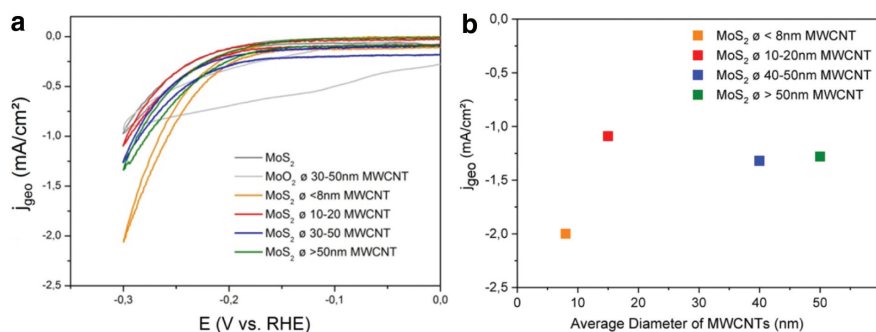 a
0,0
-0,5
-1,0
-1,5
-2,0
-2,5
j_geo (mA/cm²)
MoS₂
MoO₂ ø 30-50nm MWCNT
MoS₂ ø <8nm MWCNT
MoS₂ ø 10-20 MWCNT
MoS₂ ø 30-50 MWCNT
MoS₂ ø >50nm MWCNT
-0,3 -0,2 -0,1 0,0
E (V vs. RHE)
b
0,0
-0,5
-1,0
-1,5
-2,0
-2,5
j_geo (mA/cm²)
MoS₂ ø < 8nm MWCNT
MoS₂ ø 10-20nm MWCNT
MoS₂ ø 40-50nm MWCNT
MoS₂ ø > 50nm MWCNT
0 10 20 30 40 50
Average Diameter of MWCNTs (nm)